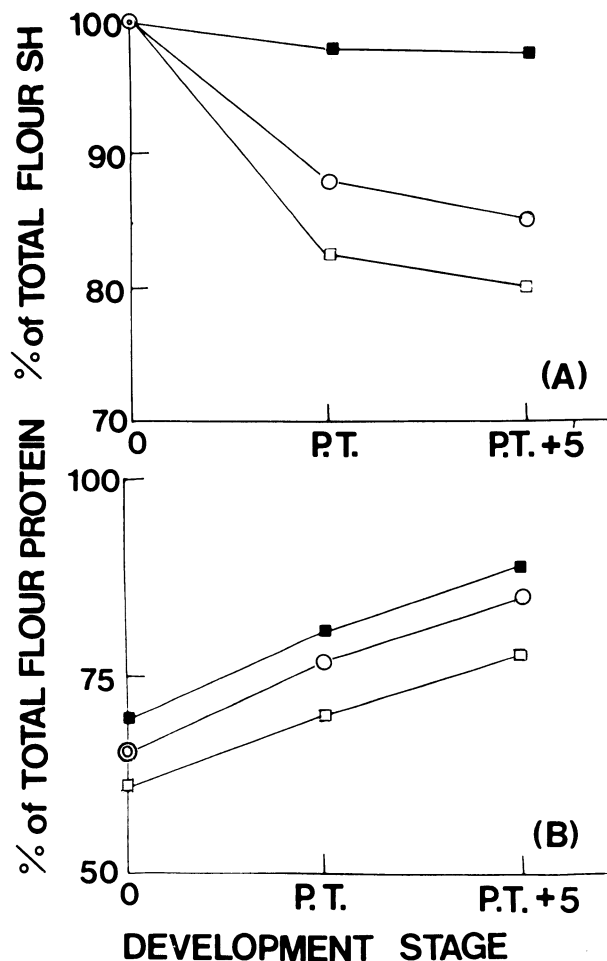 % of TOTAL FLOUR SH
100
90
80
70
0
P.T.
P.T. +5
(A)
% of TOTAL FLOUR PROTEIN
100
75
50
0
P.T.
P.T. +5
(B)
DEVELOPMENT STAGE